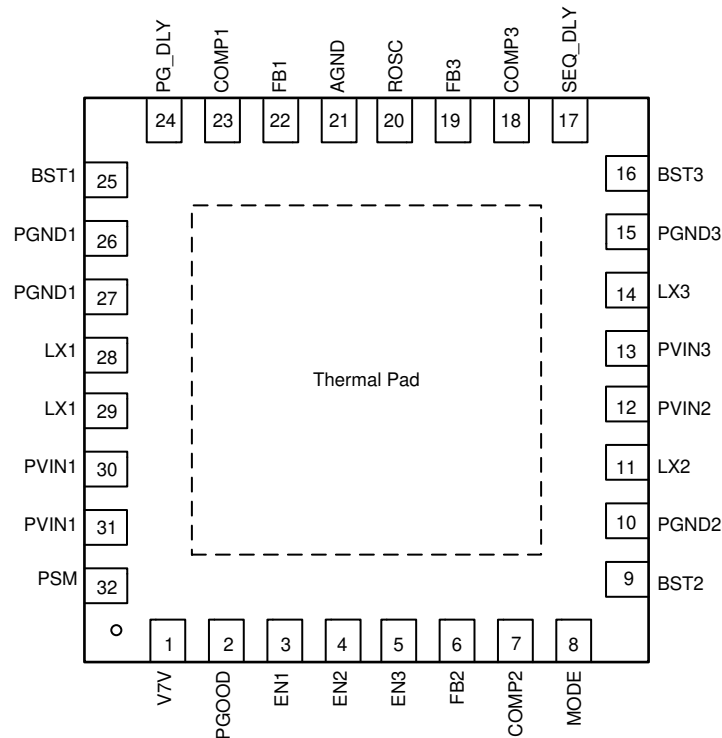 PG_DLY
COMP1
FB1
AGND
ROSC
FB3
COMP3
SEQ_DLY
24
23
22
21
20
19
18
17
BST1 25
16 BST3
PGND1 26
15 PGND3
PGND1 27
14 LX3
LX1 28
13 PVIN3
Thermal Pad
LX1 29
12 PVIN2
PVIN1 30
11 LX2
PVIN1 31
10 PGND2
PSM 32
9 BST2
1
2
3
4
5
6
7
8
V7V
PGOOD
EN1
EN2
EN3
FB2
COMP2
MODE